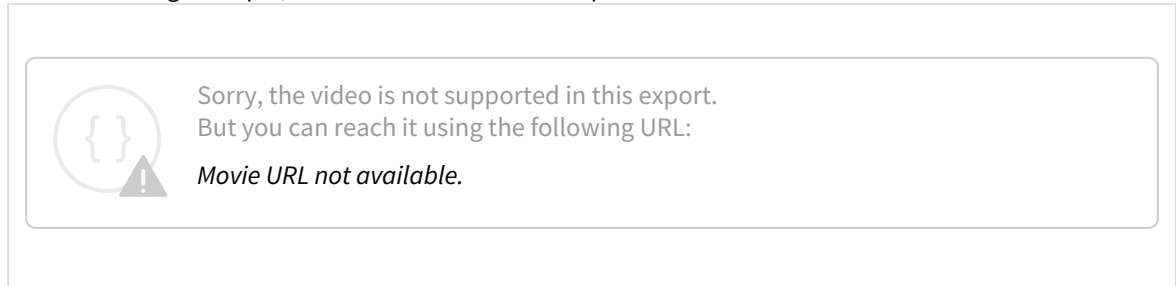 Sorry, the video is not supported in this export.
But you can reach it using the following URL:
Movie URL not available.